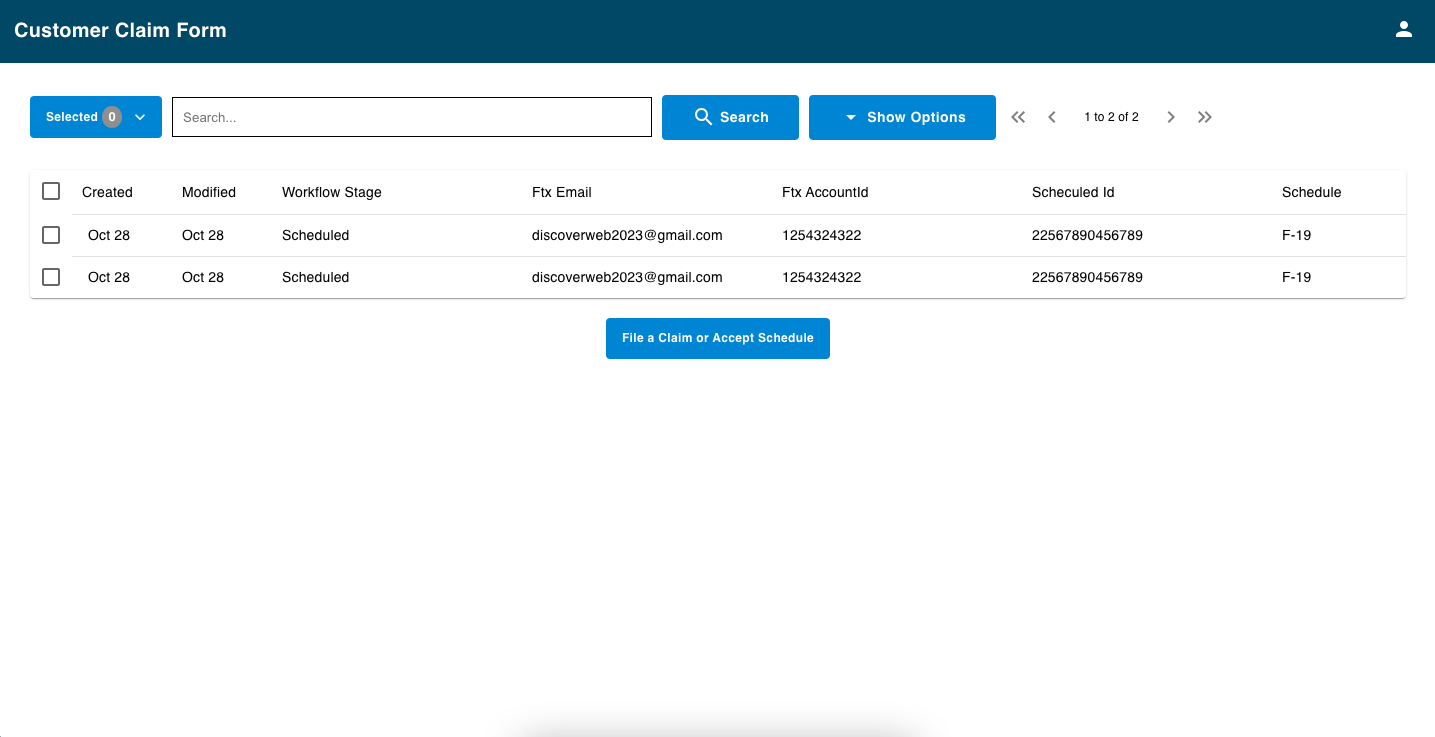 Customer Claim Form
Selected 0
Search...
Search
Show Options
1 to 2 of 2
Created Modified Workflow Stage Ftx Email Ftx AccountId Scheculed Id Schedule
Oct 28 Oct 28 Scheduled discoverweb2023@gmail.com 1254324322 22567890456789 F-19
Oct 28 Oct 28 Scheduled discoverweb2023@gmail.com 1254324322 22567890456789 F-19
File a Claim or Accept Schedule